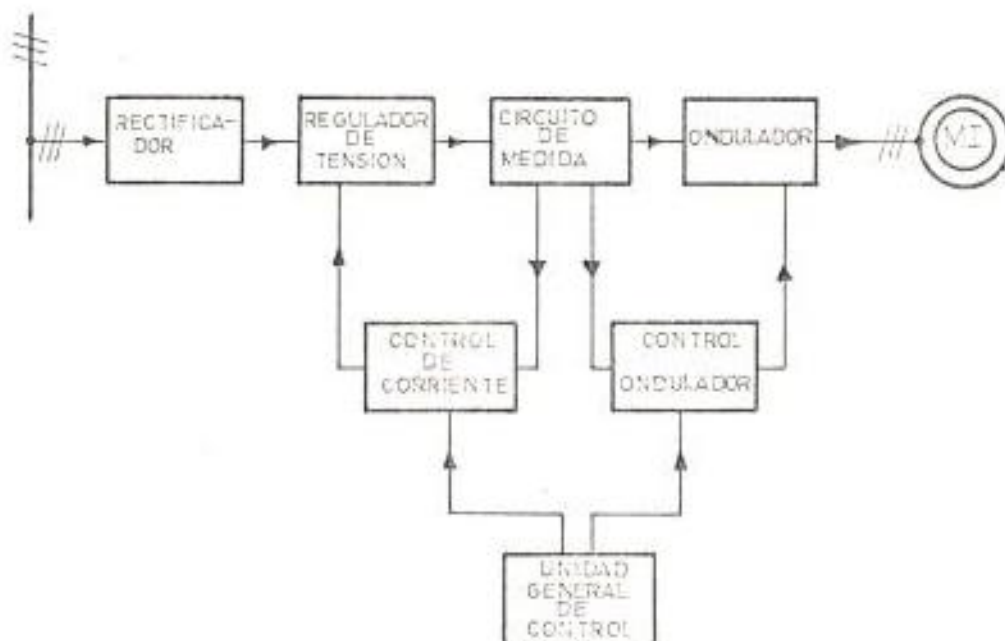 RECTIFICA-
DOR
REGULADOR
DE
TENSION
CIRCUITO
DE
MEDIDA
ONDULADOR
MI
CONTROL
DE
CORRIENTE
CONTROL
ONDULADOR
UNIDAD
GENERAL
DE
CONTROL